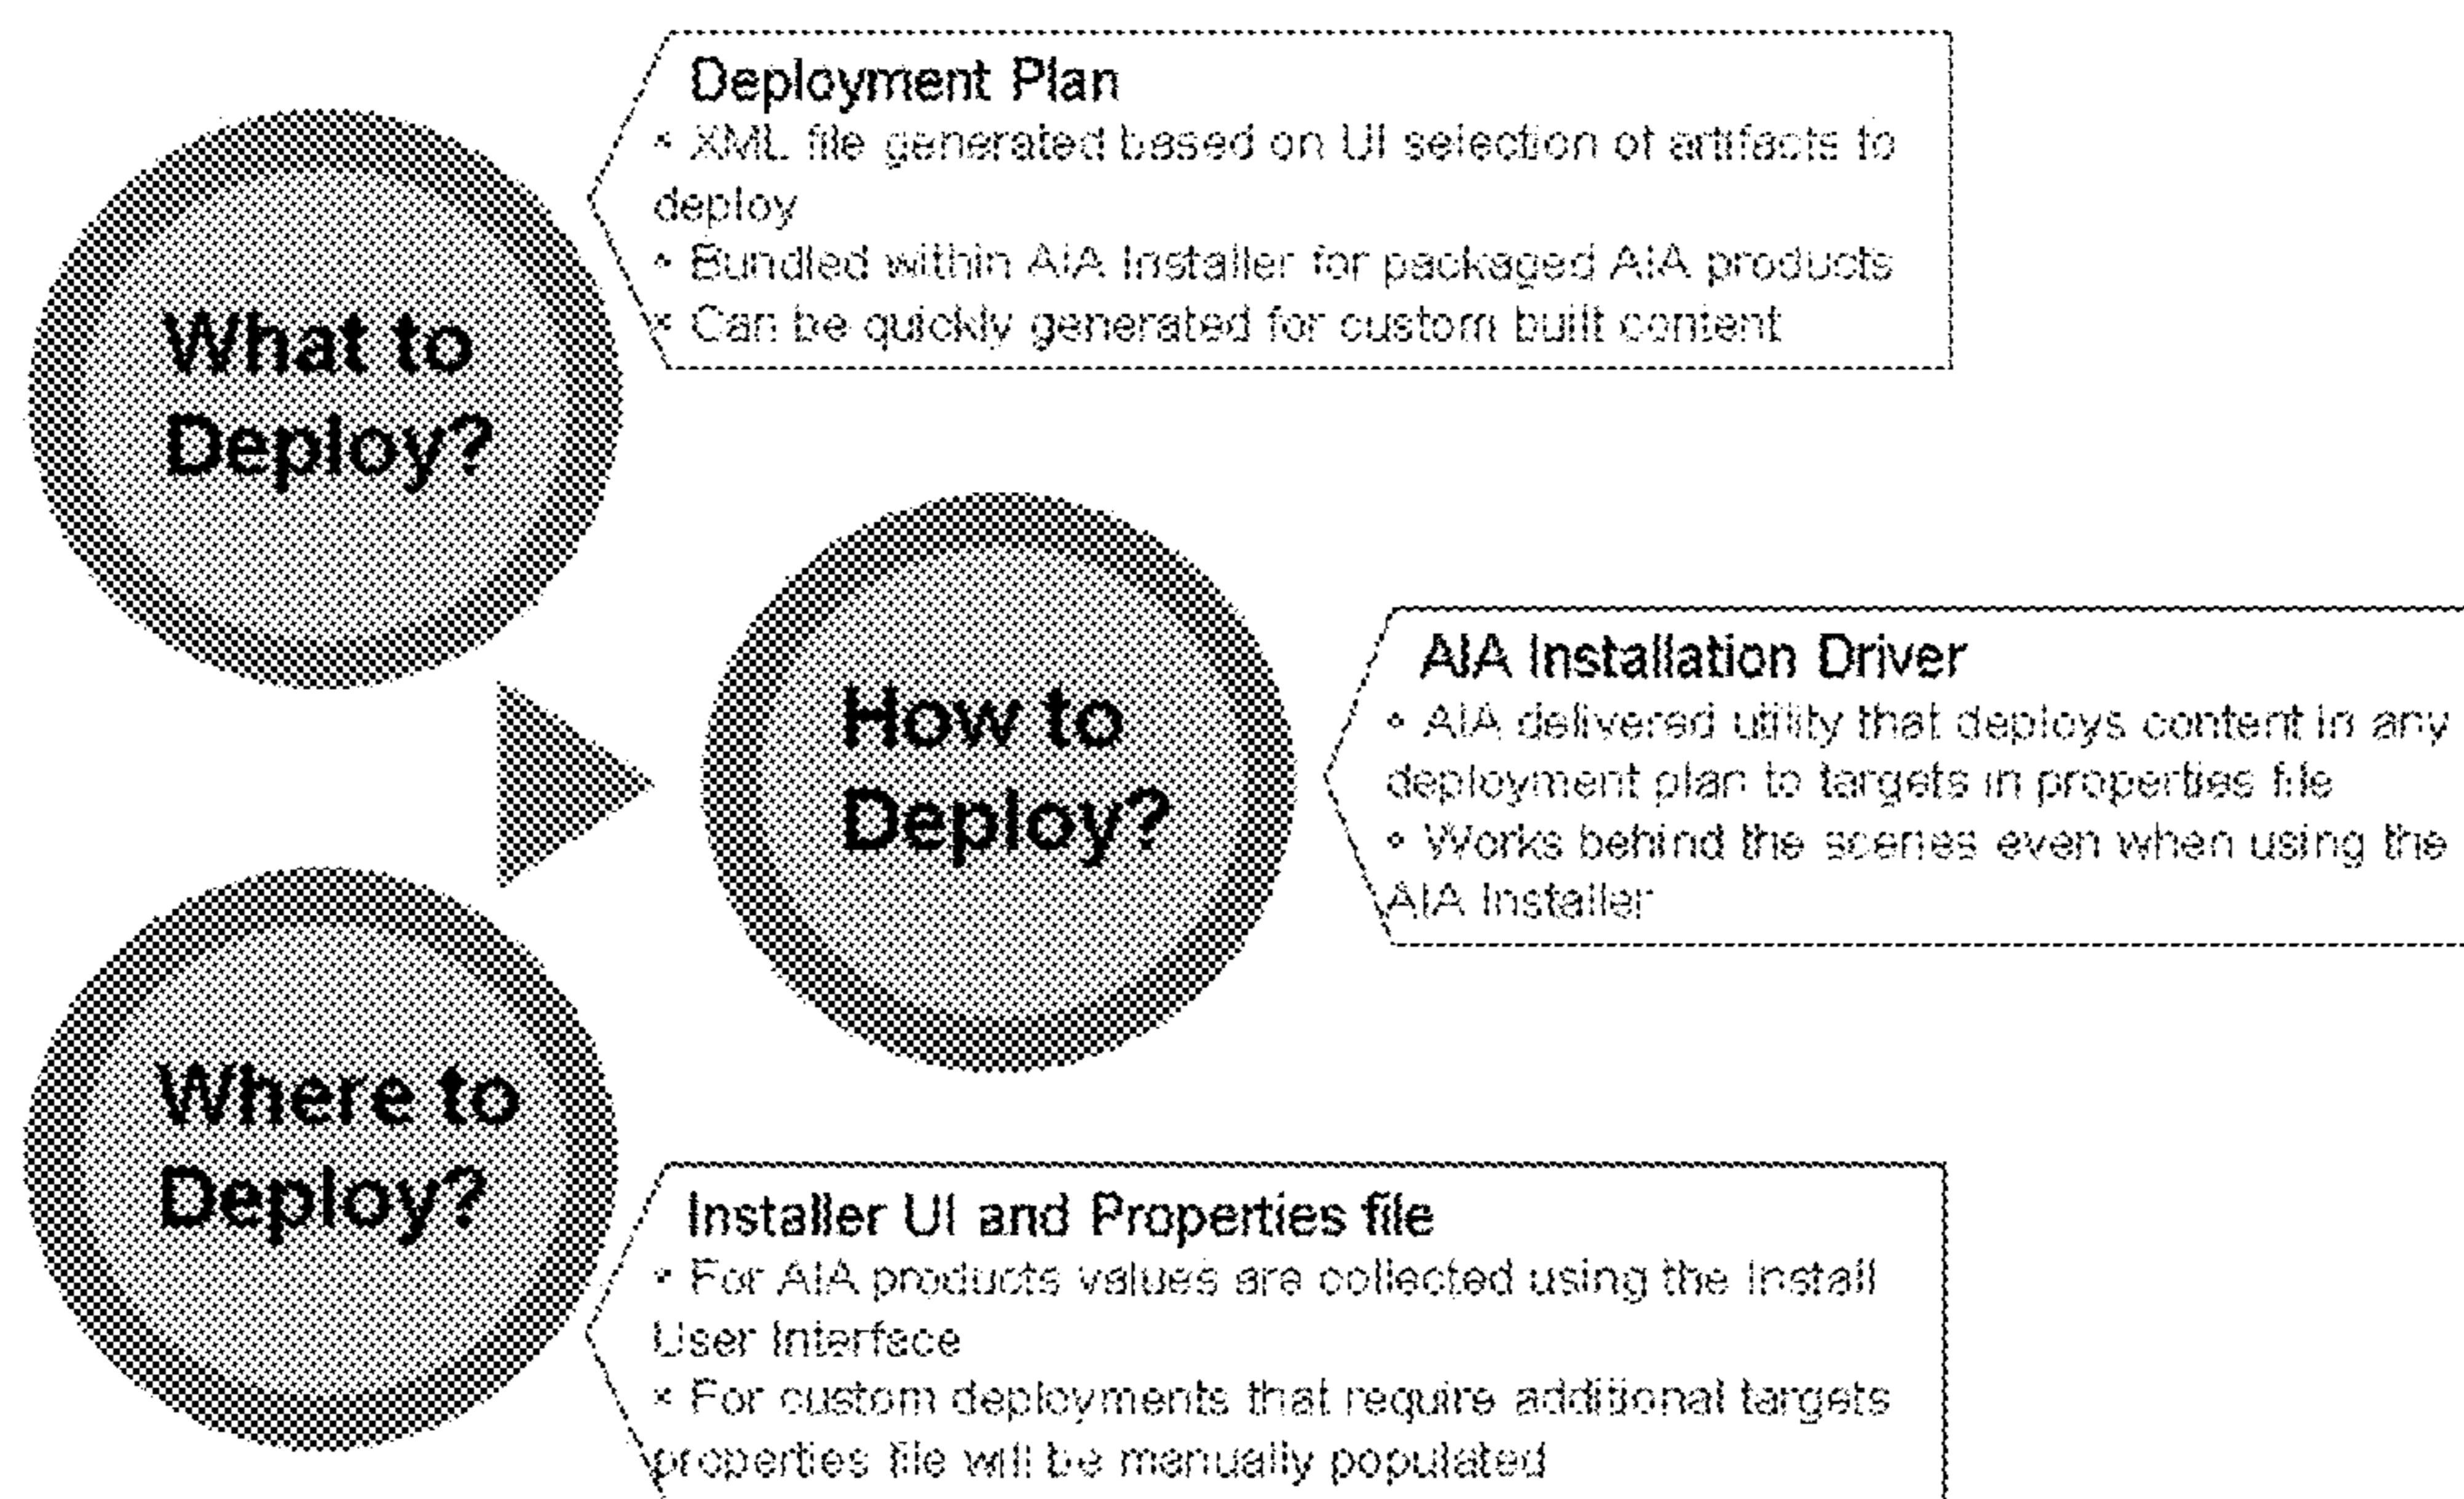 What to
Deploy?
Deployment Plan
• XML file generated based on UI selection of artifacts to
deploy
• Bundled within AIA Installer for packaged AIA products
• Can be quickly generated for custom built content
How to
Deploy?
AIA Installation Driver
• AIA delivered utility that deploys content in any
deployment plan to targets in properties file
• Works behind the scenes even when using the
AIA Installer
Where to
Deploy?
Installer UI and Properties file
• For AIA products values are collected using the Install
User Interface
• For custom deployments that require additional targets
properties file will be manually populated